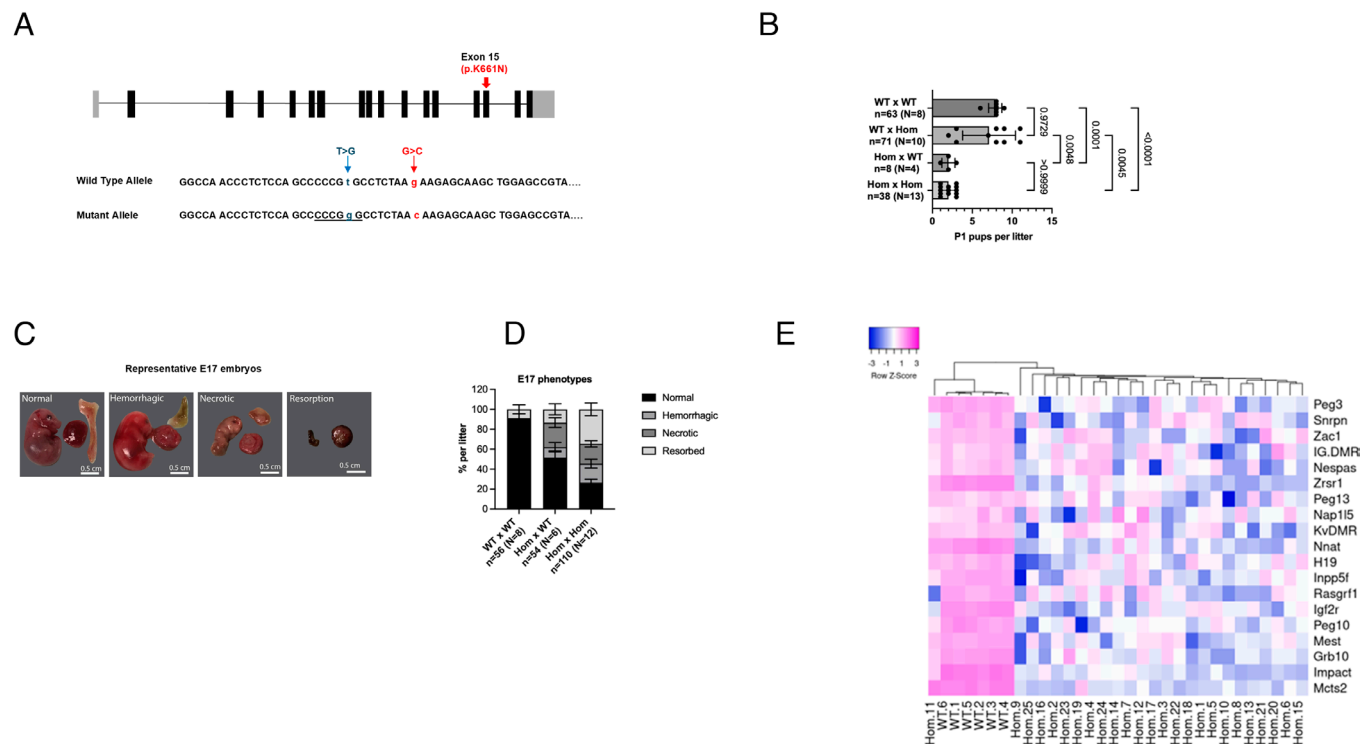 A
Exon 15
(p.K661N)
T>G
G>C
Wild Type Allele
GGCCA ACCCTCTCCA GCCCCCG t GCCTCTAA g AAGAGCAAGC TGGAGCCGTA....
Mutant Allele
GGCCA ACCCTCTCCA GCCCCCG g GCCTCTAA c AAGAGCAAGC TGGAGCCGTA....
B
WT x WT
n=63 (N=8)
WT x Hom
n=71 (N=10)
Hom x WT
n=8 (N=4)
Hom x Hom
n=38 (N=13)
0.9729
>0.9999
0.0048
0.0001
0.0045
<0.0001
0 5 10 15
P1 pups per litter
C
Representative E17 embryos
Normal
Hemorrhagic
Necrotic
Resorption
0.5 cm
0.5 cm
0.5 cm
0.5 cm
D
E17 phenotypes
% per litter
120
100
80
60
40
20
0
Normal
Hemorrhagic
Necrotic
Resorbed
WT x WT
n=56 (N=8)
Hom x WT
n=54 (N=6)
Hom x Hom
n=110 (N=12)
E
-3 -1 1 3
Row Z-Score
Peg3
Snrpn
Zac1
IG.DMR
Nespas
Zrsr1
Peg13
Nap1l5
KvDMR
Nnat
H19
Inpp5f
Rasgrf1
Igf2r
Peg10
Mest
Grb10
Impact
Mcts2
Hom.11
WT.6
WT.1
WT.5
WT.2
WT.3
WT.4
Hom.9
Hom.25
Hom.16
Hom.2
Hom.23
Hom.19
Hom.4
Hom.24
Hom.14
Hom.7
Hom.12
Hom.17
Hom.3
Hom.22
Hom.18
Hom.1
Hom.5
Hom.10
Hom.8
Hom.13
Hom.21
Hom.20
Hom.6
Hom.15